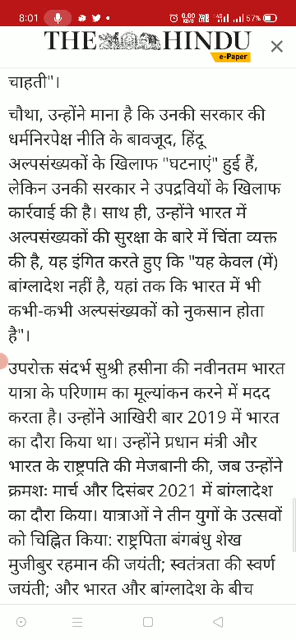 8:01
0.00 KB/S
57%
THE HINDU
e-Paper
चाहती"।
चौथा, उन्होंने माना है कि उनकी सरकार की
धर्मनिरपेक्ष नीति के बावजूद, हिंदू
अल्पसंख्यकों के खिलाफ "घटनाएं" हुई हैं,
लेकिन उनकी सरकार ने उपद्रवियों के खिलाफ
कार्रवाई की है। साथ ही, उन्होंने भारत में
अल्पसंख्यकों की सुरक्षा के बारे में चिंता व्यक्त
की है, यह इंगित करते हुए कि "यह केवल (में)
बांग्लादेश नहीं है, यहां तक कि भारत में भी
कभी-कभी अल्पसंख्यकों को नुकसान होता
है"।
उपरोक्त संदर्भ सुश्री हसीना की नवीनतम भारत
यात्रा के परिणाम का मूल्यांकन करने में मदद
करता है। उन्होंने आखिरी बार 2019 में भारत
का दौरा किया था। उन्होंने प्रधान मंत्री और
भारत के राष्ट्रपति की मेजबानी की, जब उन्होंने
क्रमशः मार्च और दिसंबर 2021 में बांग्लादेश
का दौरा किया। यात्राओं ने तीन युगों के उत्सवों
को चिह्नित किया: राष्ट्रपिता बंगबंधु शेख
मुजीबुर रहमान की जयंती; स्वतंत्रता की स्वर्ण
जयंती; और भारत और बांग्लादेश के बीच